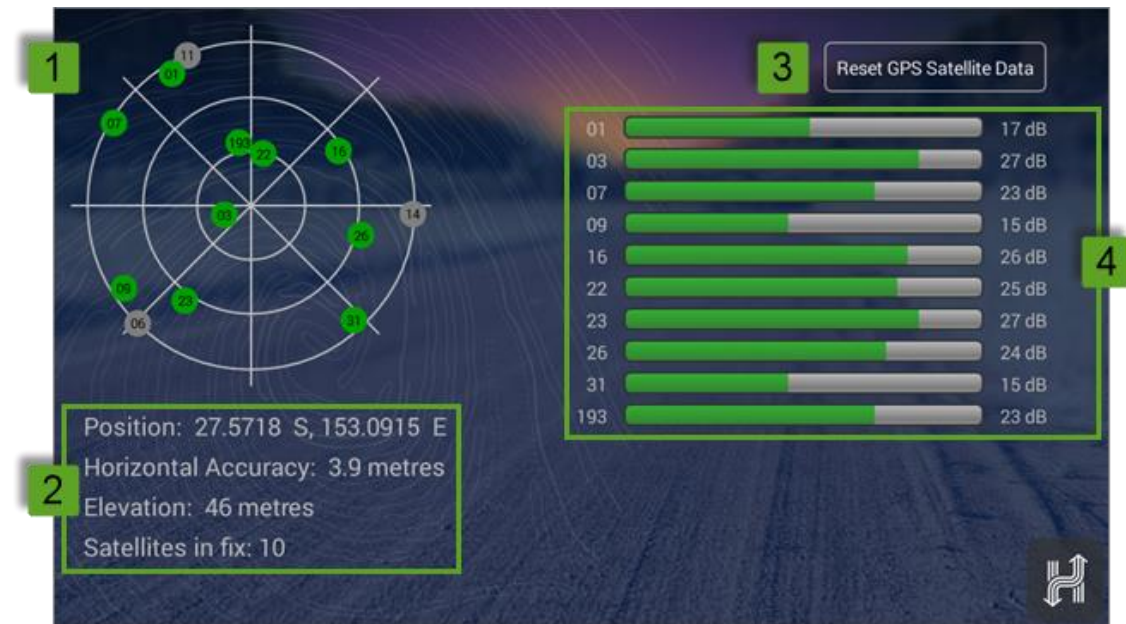 1
11
01
07
193
22
16
03
14
26
09
23
06
31
3
Reset GPS Satellite Data
01 17 dB
03 27 dB
07 23 dB
09 15 dB
16 26 dB
22 25 dB
23 27 dB
26 24 dB
31 15 dB
193 23 dB
4
2
Position: 27.5718 S, 153.0915 E
Horizontal Accuracy: 3.9 metres
Elevation: 46 metres
Satellites in fix: 10